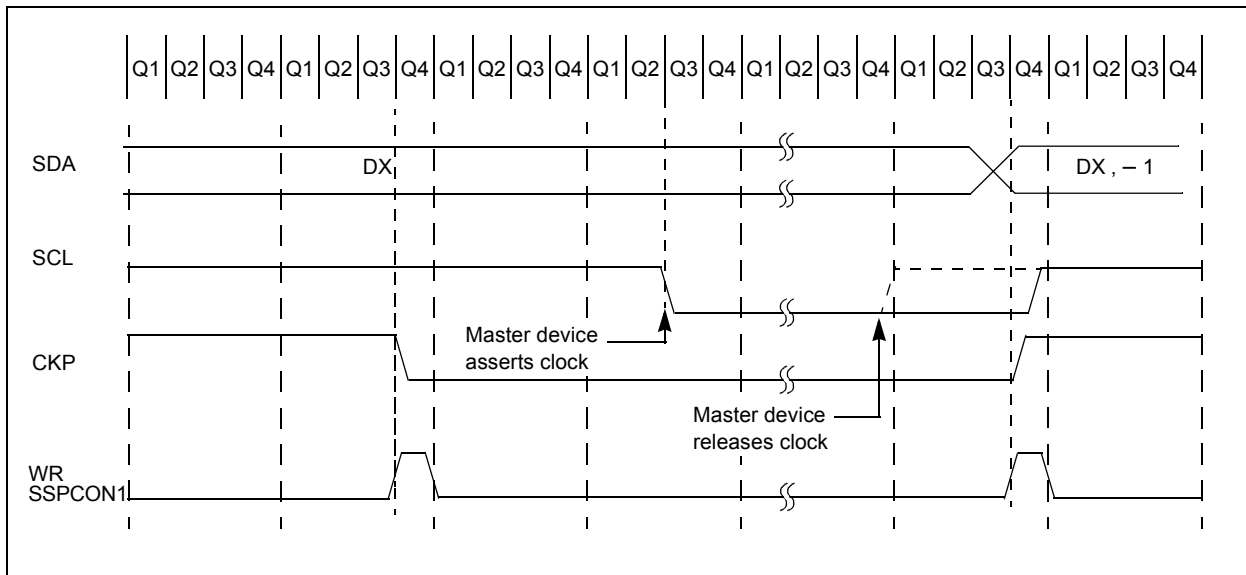 Q1 Q2 Q3 Q4 Q1 Q2 Q3 Q4 Q1 Q2 Q3 Q4 Q1 Q2 Q3 Q4 Q1 Q2 Q3 Q4 Q1 Q2 Q3 Q4 Q1 Q2 Q3 Q4
SDA
DX
DX , – 1
SCL
Master device
asserts clock
CKP
Master device
releases clock
WR
SSPCON1